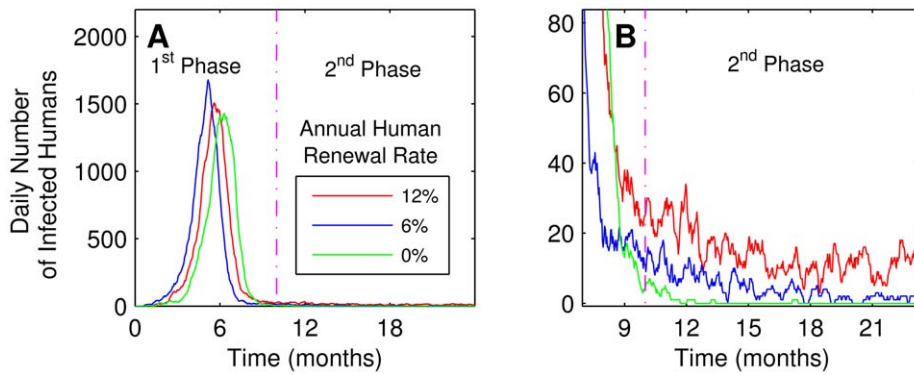 A
B
1st Phase
2nd Phase
2nd Phase
Daily Number
of Infected Humans
2000
1500
1000
500
0
Annual Human
Renewal Rate
12%
6%
0%
0 6 12 18
Time (months)
80
60
40
20
0
9 12 15 18 21
Time (months)